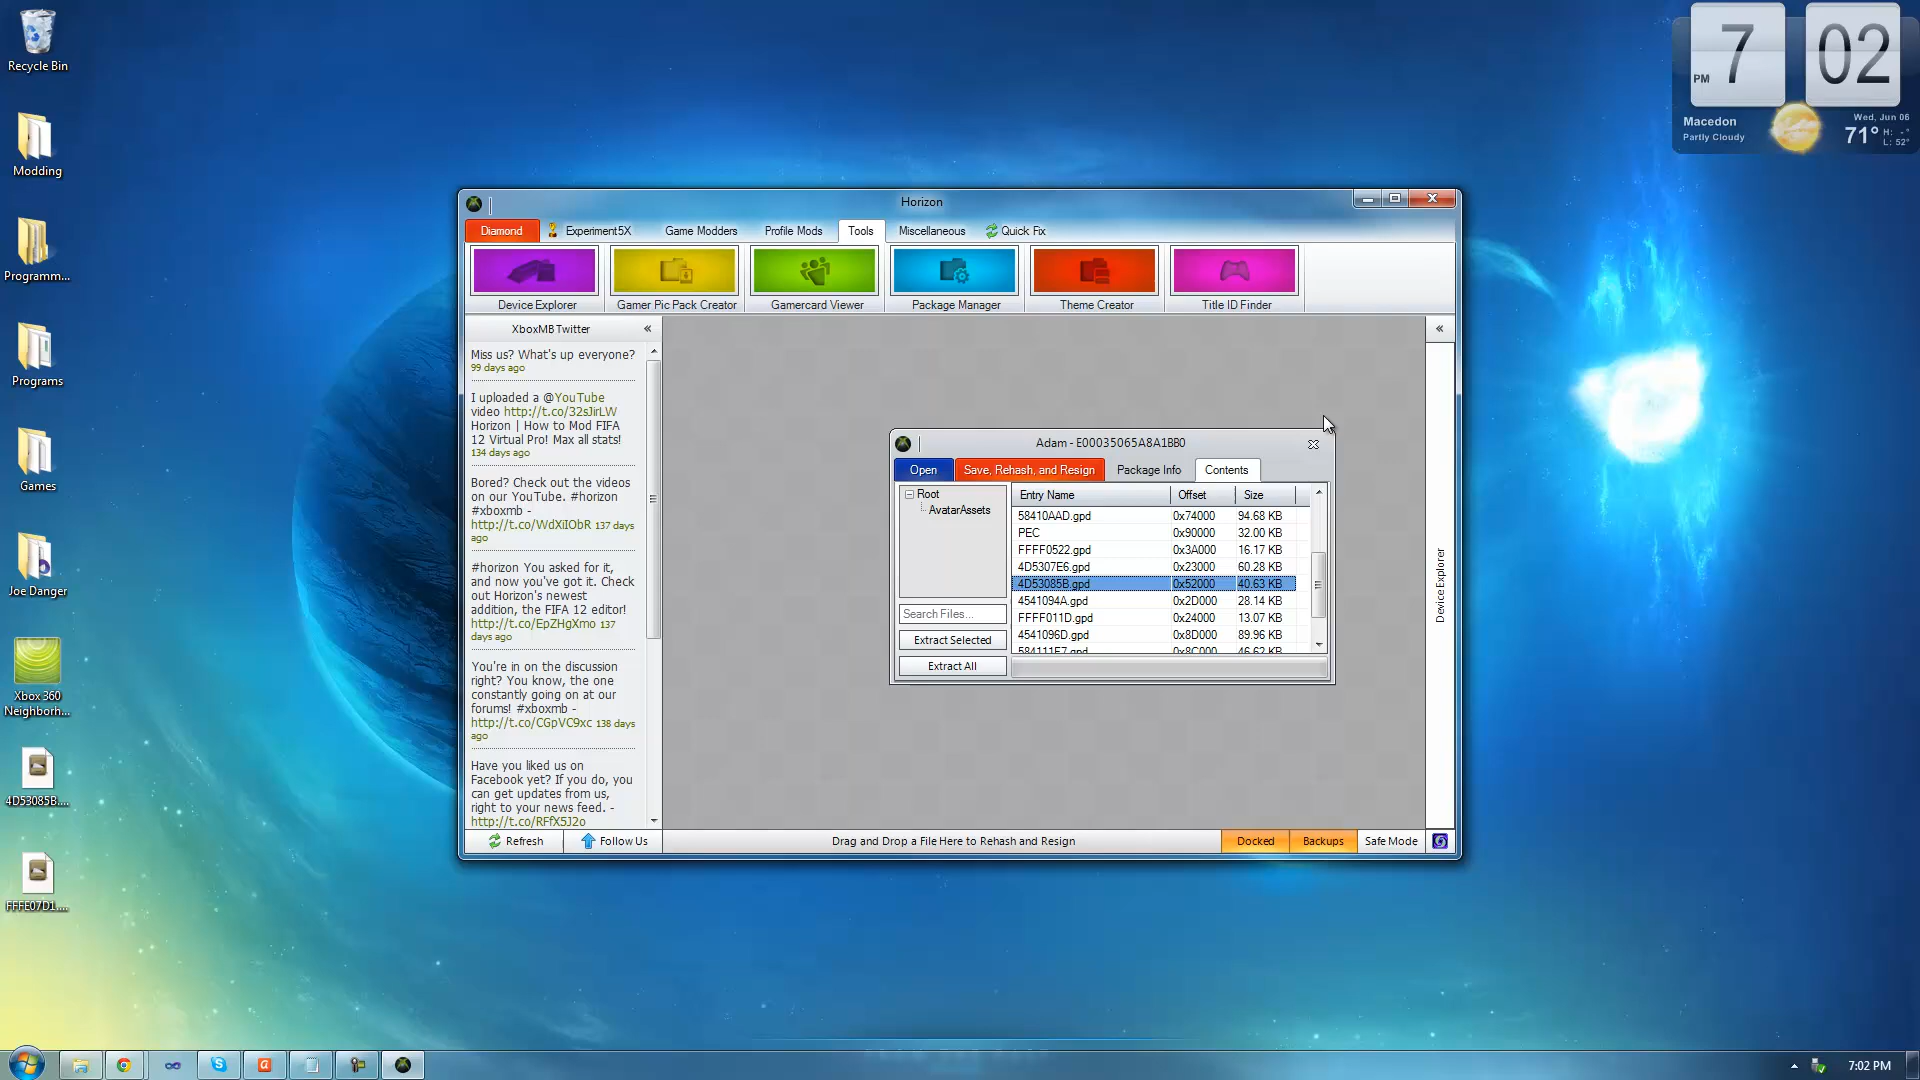 Recycle Bin
Modding
Programm...
Programs
Games
Joe Danger
Xbox 360
Neighborh...
4D53085B....
FFFE07D1....
7
02
PM
Macedon
Partly Cloudy
Wed, Jun 06
71°
H: -°
L: 52°
Horizon
Diamond
Experiment5X
Game Modders
Profile Mods
Tools
Miscellaneous
Quick Fix
Device Explorer
Gamer Pic Pack Creator
Gamercard Viewer
Package Manager
Theme Creator
Title ID Finder
XboxMB Twitter
«
«
Miss us? What's up everyone?
99 days ago
I uploaded a @YouTube
video http://t.co/32sJirLW
Horizon | How to Mod FIFA
12 Virtual Pro! Max all stats!
134 days ago
Bored? Check out the videos
on our YouTube. #horizon
#xboxmb -
http://t.co/WdXiIObR 137 days
ago
#horizon You asked for it,
and now you've got it. Check
out Horizon's newest
addition, the FIFA 12 editor!
http://t.co/EpZHgXmo 137
days ago
You're in on the discussion
right? You know, the one
constantly going on at our
forums! #xboxmb -
http://t.co/CGpVC9xc 138 days
ago
Have you liked us on
Facebook yet? If you do, you
can get updates from us,
right to your news feed. -
http://t.co/RFfX5J2o
Adam - E00035065A8A1BB0
Open
Save, Rehash, and Resign
Package Info
Contents
Root
AvatarAssets
Search Files...
Extract Selected
Extract All
Entry Name Offset Size
58410AAD.gpd 0x74000 94.68 KB
PEC 0x90000 32.00 KB
FFFF0522.gpd 0x3A000 16.17 KB
4D5307E6.gpd 0x23000 60.28 KB
4D53085B.gpd 0x52000 40.63 KB
4541094A.gpd 0x2D000 28.14 KB
FFFF011D.gpd 0x24000 13.07 KB
4541096D.gpd 0x8D000 89.96 KB
584111E7.gpd 0x8C000 46.62 KB
Device Explorer
Refresh
Follow Us
Drag and Drop a File Here to Rehash and Resign
Docked
Backups
Safe Mode
7:02 PM